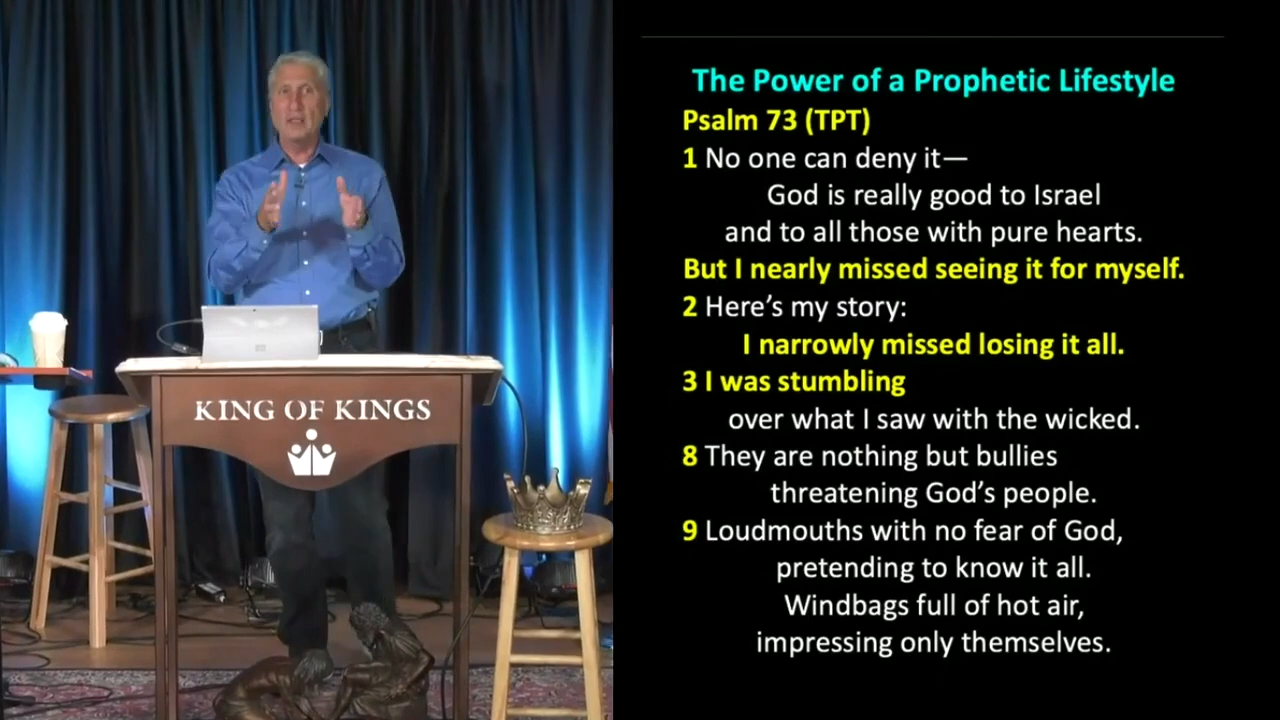 KING OF KINGS
The Power of a Prophetic Lifestyle
Psalm 73 (TPT)
1 No one can deny it—
God is really good to Israel
and to all those with pure hearts.
But I nearly missed seeing it for myself.
2 Here’s my story:
I narrowly missed losing it all.
3 I was stumbling
over what I saw with the wicked.
8 They are nothing but bullies
threatening God’s people.
9 Loudmouths with no fear of God,
pretending to know it all.
Windbags full of hot air,
impressing only themselves.